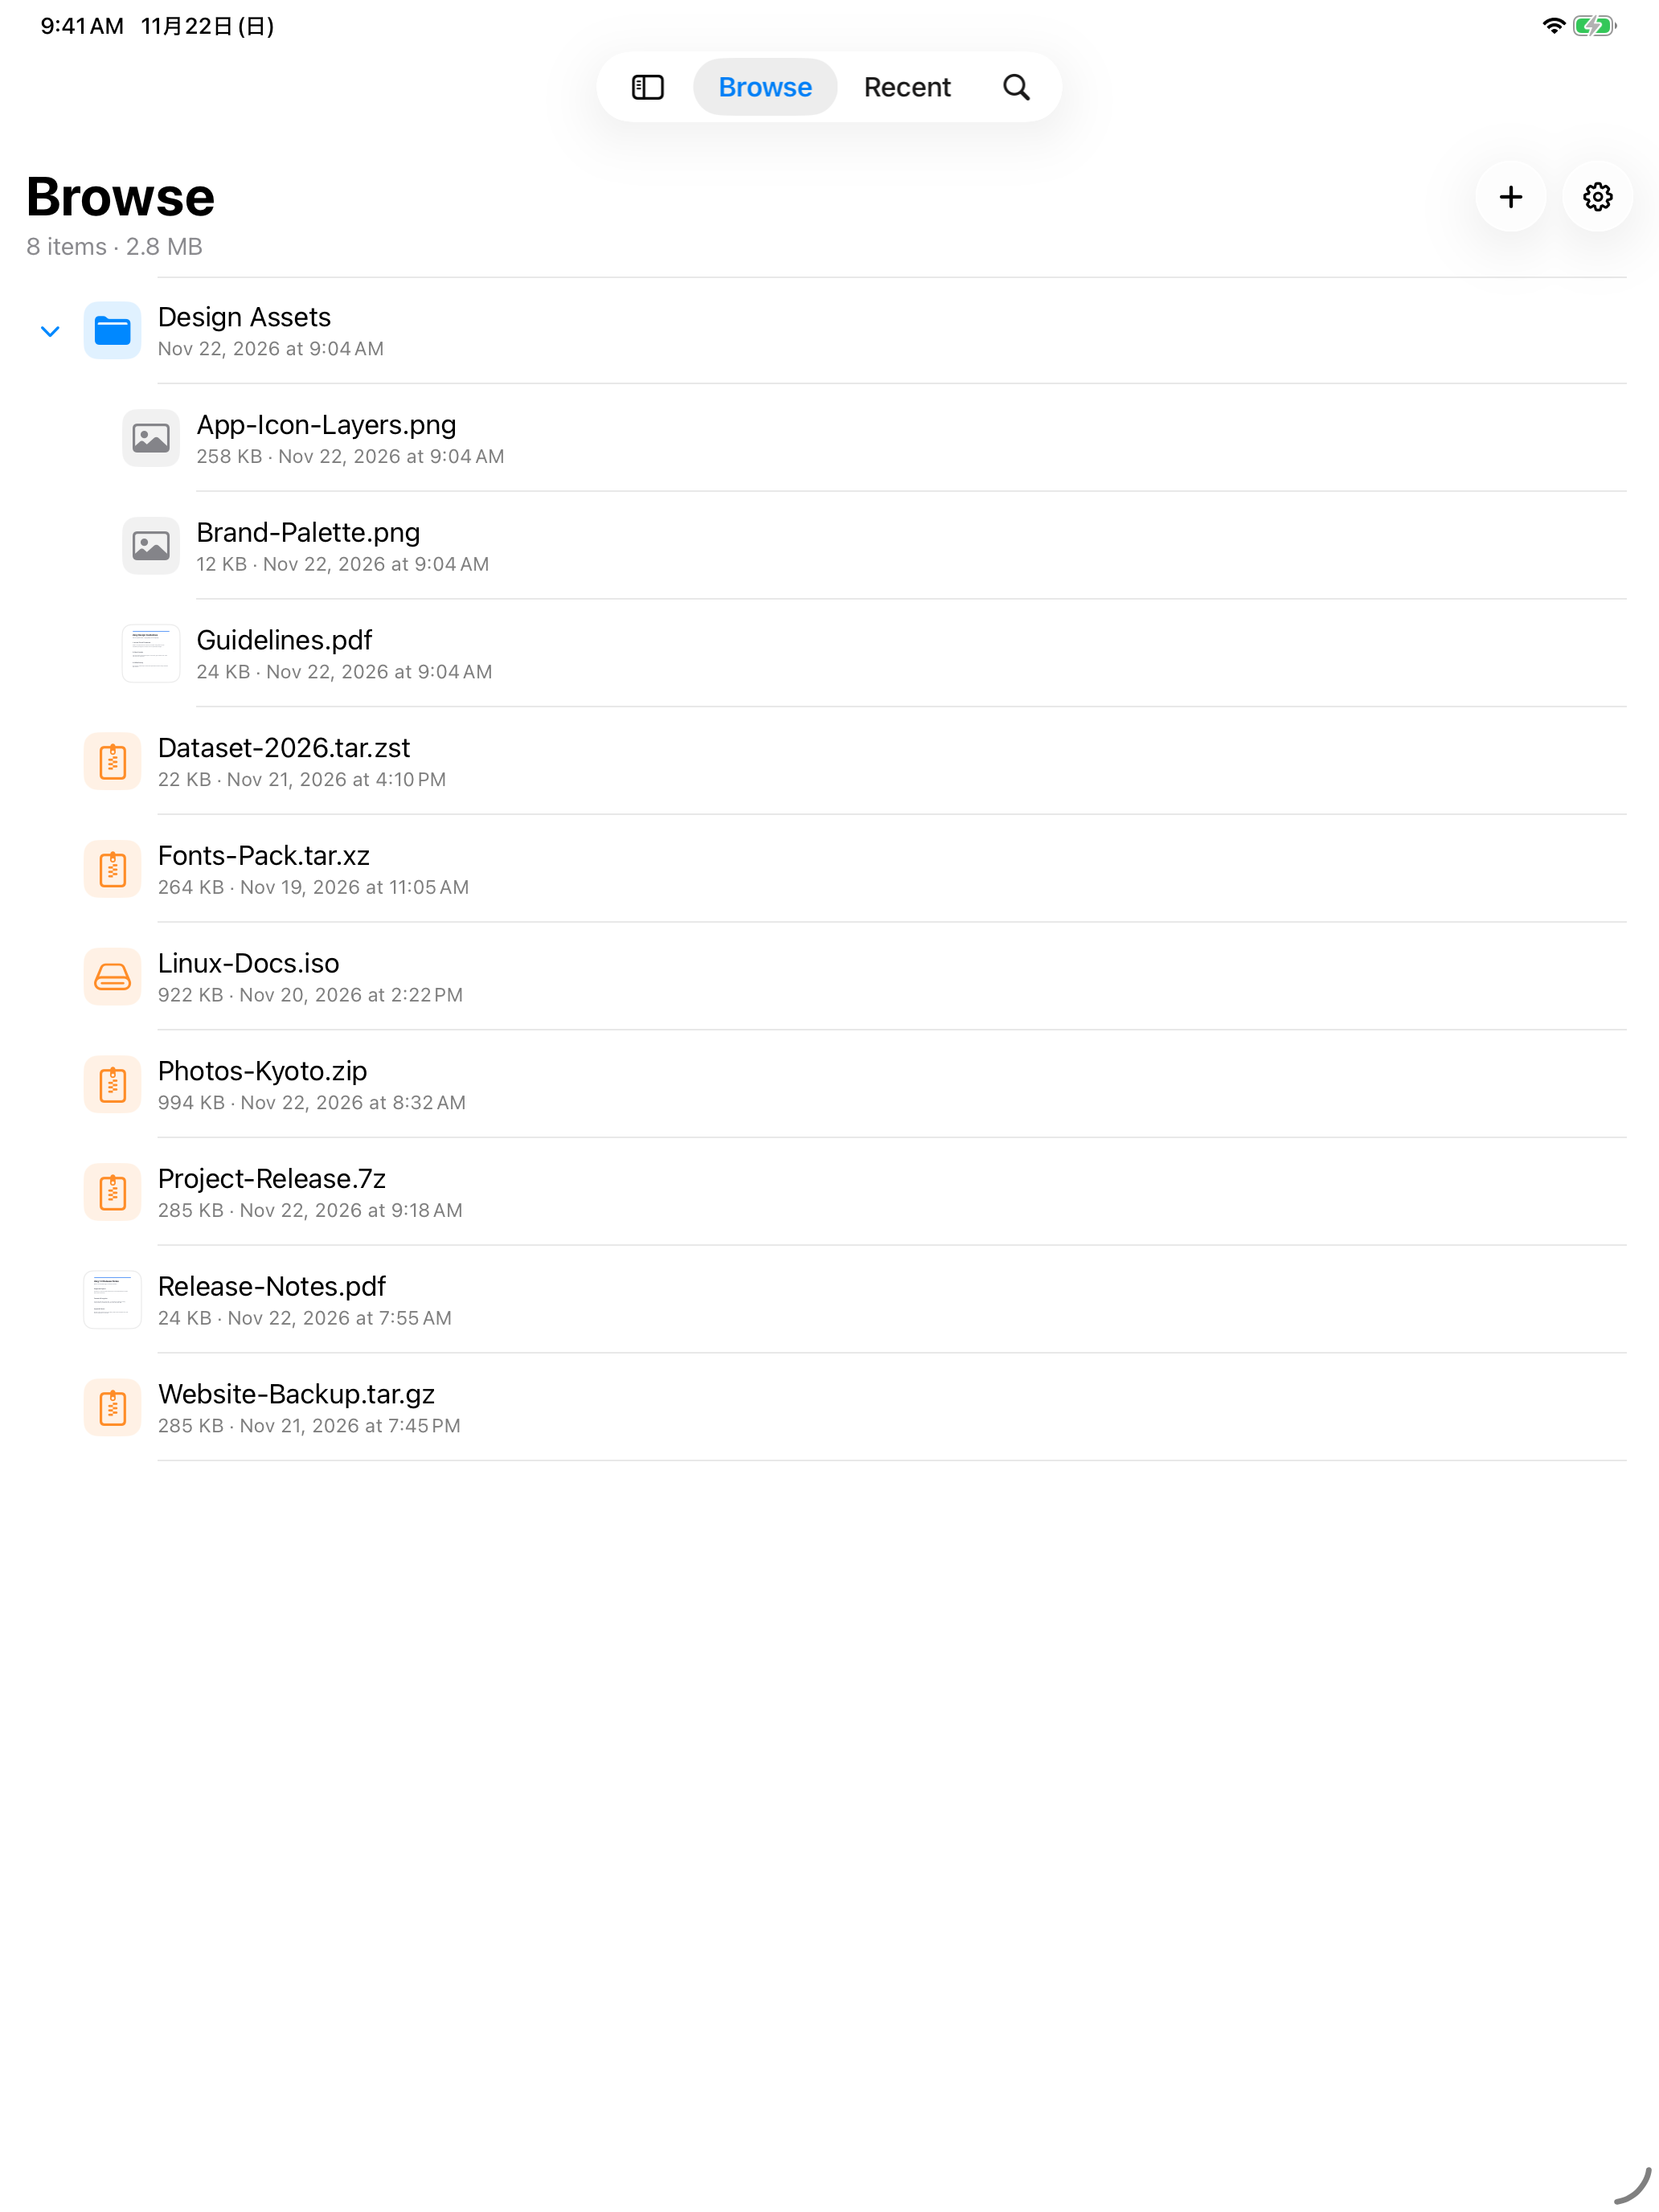 9:41 AM 11月22日(日)
Browse Recent
Browse
8 items · 2.8 MB
Design Assets
Nov 22, 2026 at 9:04 AM
App-Icon-Layers.png
258 KB · Nov 22, 2026 at 9:04 AM
Brand-Palette.png
12 KB · Nov 22, 2026 at 9:04 AM
Guidelines.pdf
24 KB · Nov 22, 2026 at 9:04 AM
Dataset-2026.tar.zst
22 KB · Nov 21, 2026 at 4:10 PM
Fonts-Pack.tar.xz
264 KB · Nov 19, 2026 at 11:05 AM
Linux-Docs.iso
922 KB · Nov 20, 2026 at 2:22 PM
Photos-Kyoto.zip
994 KB · Nov 22, 2026 at 8:32 AM
Project-Release.7z
285 KB · Nov 22, 2026 at 9:18 AM
Release-Notes.pdf
24 KB · Nov 22, 2026 at 7:55 AM
Website-Backup.tar.gz
285 KB · Nov 21, 2026 at 7:45 PM